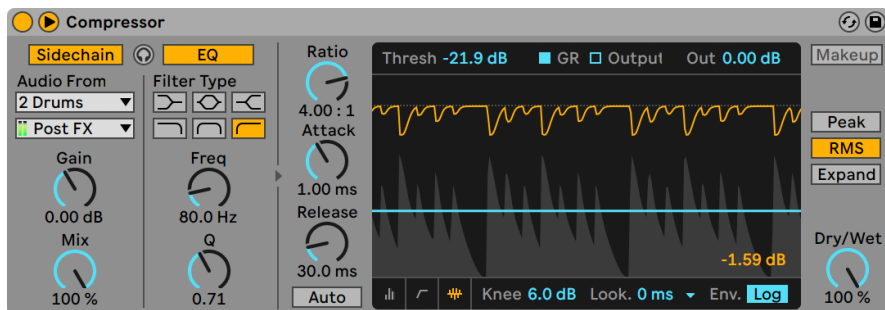 Compressor
Sidechain EQ
Audio From Filter Type
2 Drums
Post FX
Gain Freq
0.00 dB 80.0 Hz
Mix Q
100 % 0.71
Ratio
4.00 : 1
Attack
1.00 ms
Release
30.0 ms
Auto
Thresh -21.9 dB GR Output Out 0.00 dB
-1.59 dB
Knee 6.0 dB Look. 0 ms Env. Log
Makeup
Peak
RMS
Expand
Dry/Wet
100 %